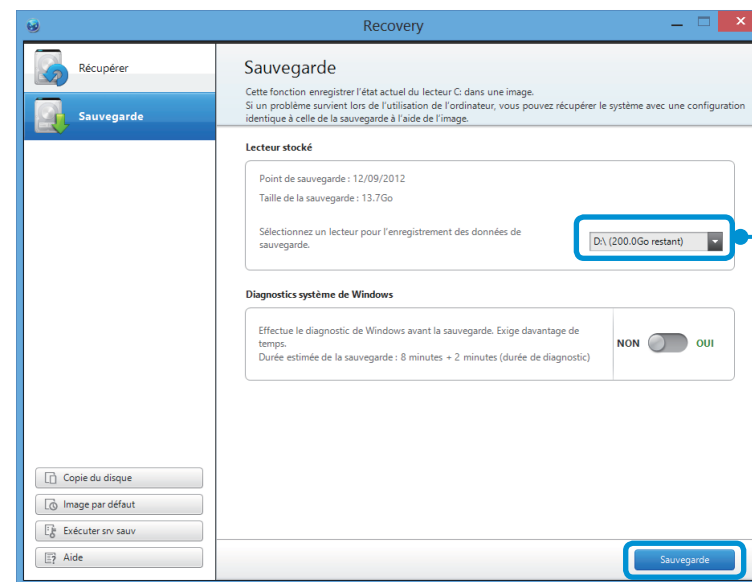 Recovery
Récupérer
Sauvegarde
Sauvegarde
Cette fonction enregistrer l'état actuel du lecteur C: dans une image.
Si un problème survient lors de l'utilisation de l'ordinateur, vous pouvez récupérer le système avec une configuration
identique à celle de la sauvegarde à l'aide de l'image.
Lecteur stocké
Point de sauvegarde : 12/09/2012
Taille de la sauvegarde : 13.7Go
Sélectionnez un lecteur pour l'enregistrement des données de
sauvegarde.
D:\ (200.0Go restant)
Diagnostics système de Windows
Effectue le diagnostic de Windows avant la sauvegarde. Exige davantage de
temps.
Durée estimée de la sauvegarde : 8 minutes + 2 minutes (durée de diagnostic)
NON OUI
Copie du disque
Image par défaut
Exécuter srv sauv
Aide
Sauvegarde